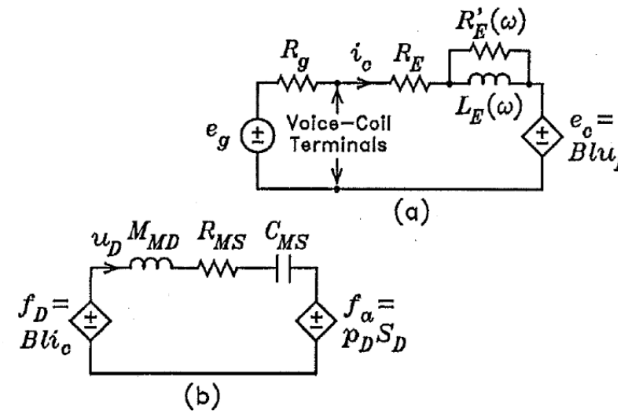 R'_E(ω)
R_g i_c R_E
L_E(ω)
e_g Voice-Coil Terminals e_c=
Blu
(a)
u_D M_MD R_MS C_MS
f_D= f_a=
Bli_c p_D S_D
(b)